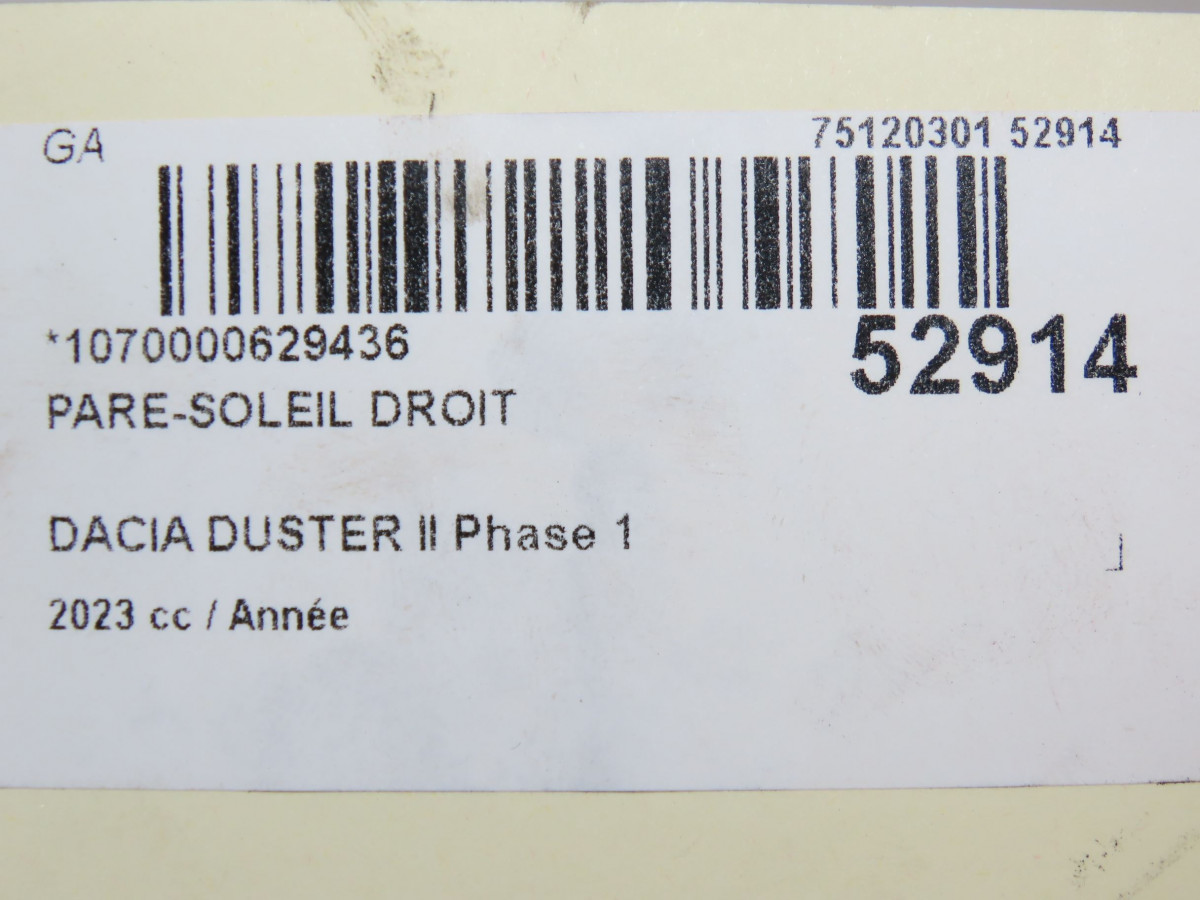 GA
75120301 52914
*1070000629436
52914
PARE-SOLEIL DROIT
DACIA DUSTER II Phase 1
2023 cc / Année